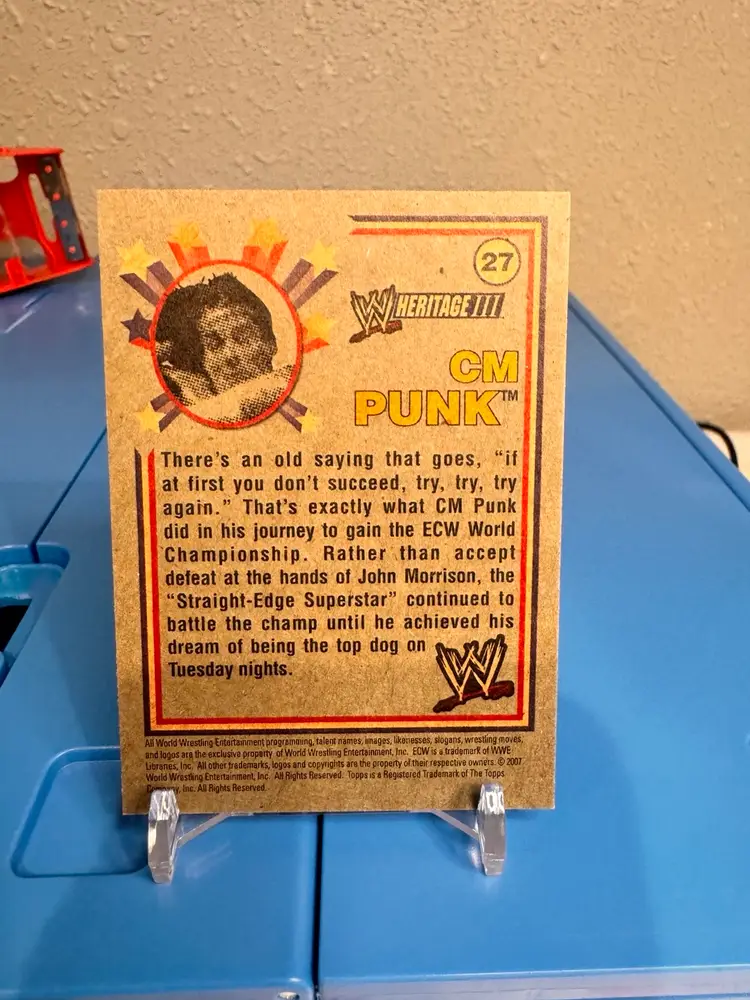 27
W HERITAGE III
CM
PUNK™
There's an old saying that goes, "if
at first you don't succeed, try, try, try
again." That's exactly what CM Punk
did in his journey to gain the ECW World
Championship. Rather than accept
defeat at the hands of John Morrison, the
"Straight-Edge Superstar" continued to
battle the champ until he achieved his
dream of being the top dog on
Tuesday nights.
W
All World Wrestling Entertainment programming, talent names, images, likenesses, slogans, wrestling moves,
and logos are the exclusive property of World Wrestling Entertainment, Inc. ECW is a trademark of WWE
Libraries, Inc. All other trademarks, logos and copyrights are the property of their respective owners. © 2007
World Wrestling Entertainment, Inc. All Rights Reserved. Topps is a Registered Trademark of The Topps
Company, Inc. All Rights Reserved.